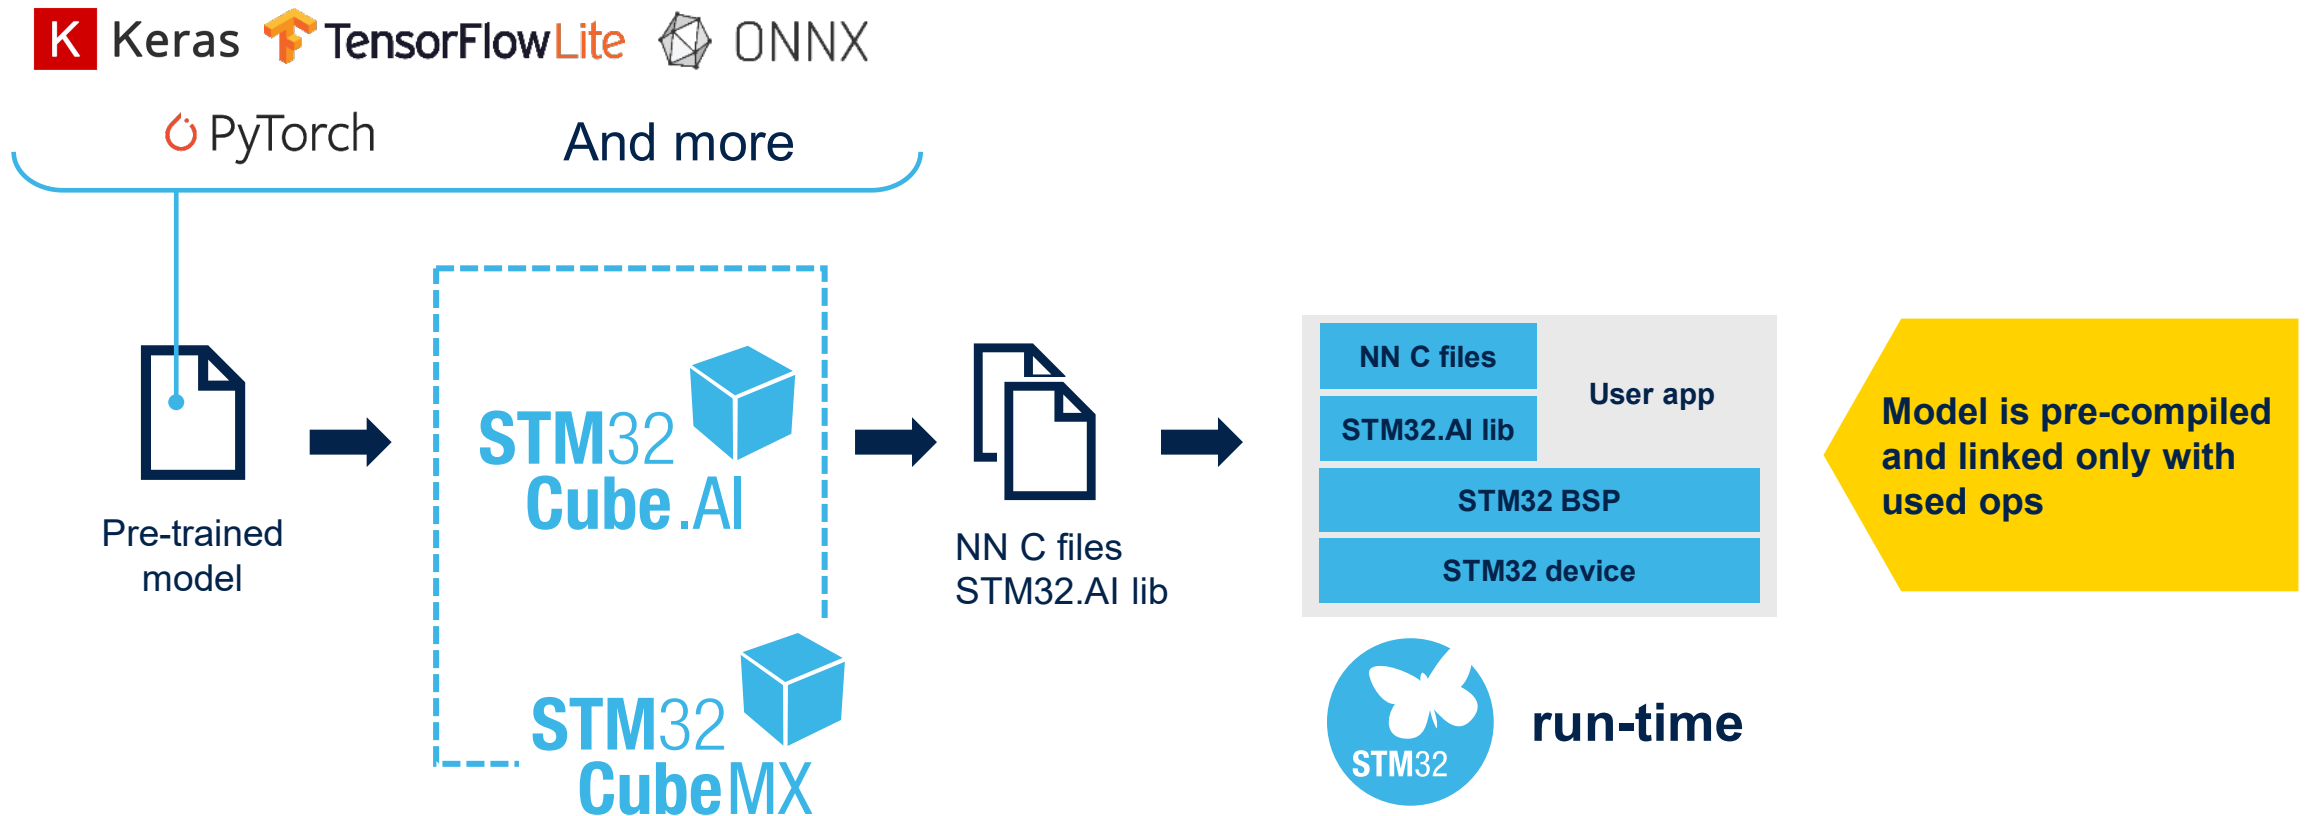 K Keras TensorFlow Lite ONNX
PyTorch And more
Pre-trained
model
STM32
Cube.AI
STM32
CubeMX
NN C files
STM32.AI lib
NN C files
STM32.AI lib
User app
STM32 BSP
STM32 device
STM32
run-time
Model is pre-compiled
and linked only with
used ops